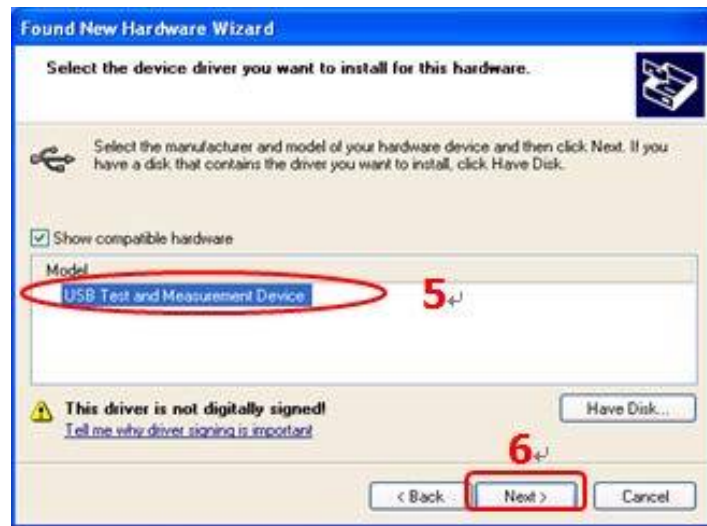 Found New Hardware Wizard
Select the device driver you want to install for this hardware.
Select the manufacturer and model of your hardware device and then click Next. If you
have a disk that contains the driver you want to install, click Have Disk.
Show compatible hardware
Model
USB Test and Measurement Device
5
This driver is not digitally signed!
Have Disk...
Tell me why driver signing is important
6
< Back
Next >
Cancel